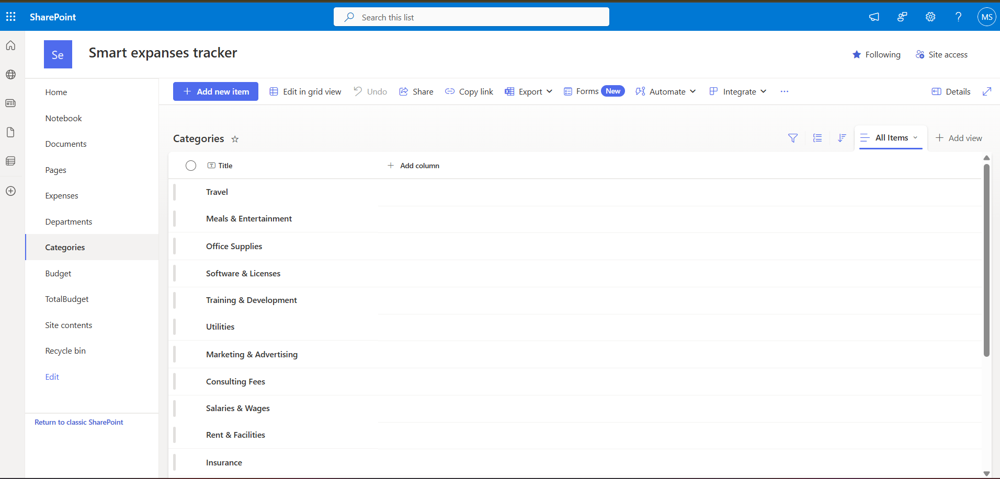 SharePoint
Search this list
MS
Se
Smart expanses tracker
Following
Site access
Home
Notebook
Documents
Pages
Expenses
Departments
Categories
Budget
TotalBudget
Site contents
Recycle bin
Edit
Return to classic SharePoint
Add new item
Edit in grid view
Undo
Share
Copy link
Export
Forms New
Automate
Integrate
Details
Categories
All Items
Add view
Title
Add column
Travel
Meals & Entertainment
Office Supplies
Software & Licenses
Training & Development
Utilities
Marketing & Advertising
Consulting Fees
Salaries & Wages
Rent & Facilities
Insurance